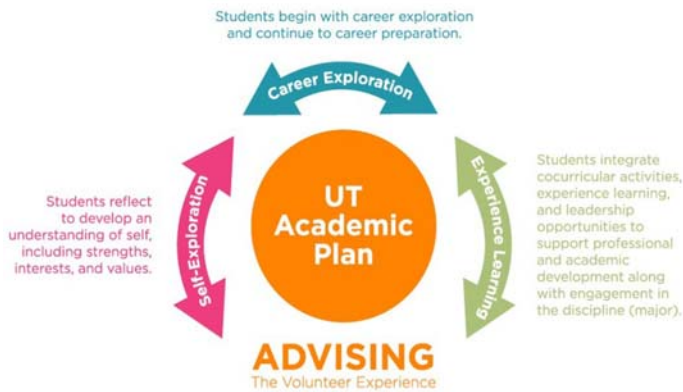 Students begin with career exploration
and continue to career preparation.
Career Exploration
Students reflect
to develop an
understanding of self,
including strengths,
interests, and values.
Self-Exploration
UT
Academic
Plan
Experience Learning
Students integrate
cocurricular activities,
experience learning,
and leadership
opportunities to
support professional
and academic
development along
with engagement in
the discipline (major).
ADVISING
The Volunteer Experience